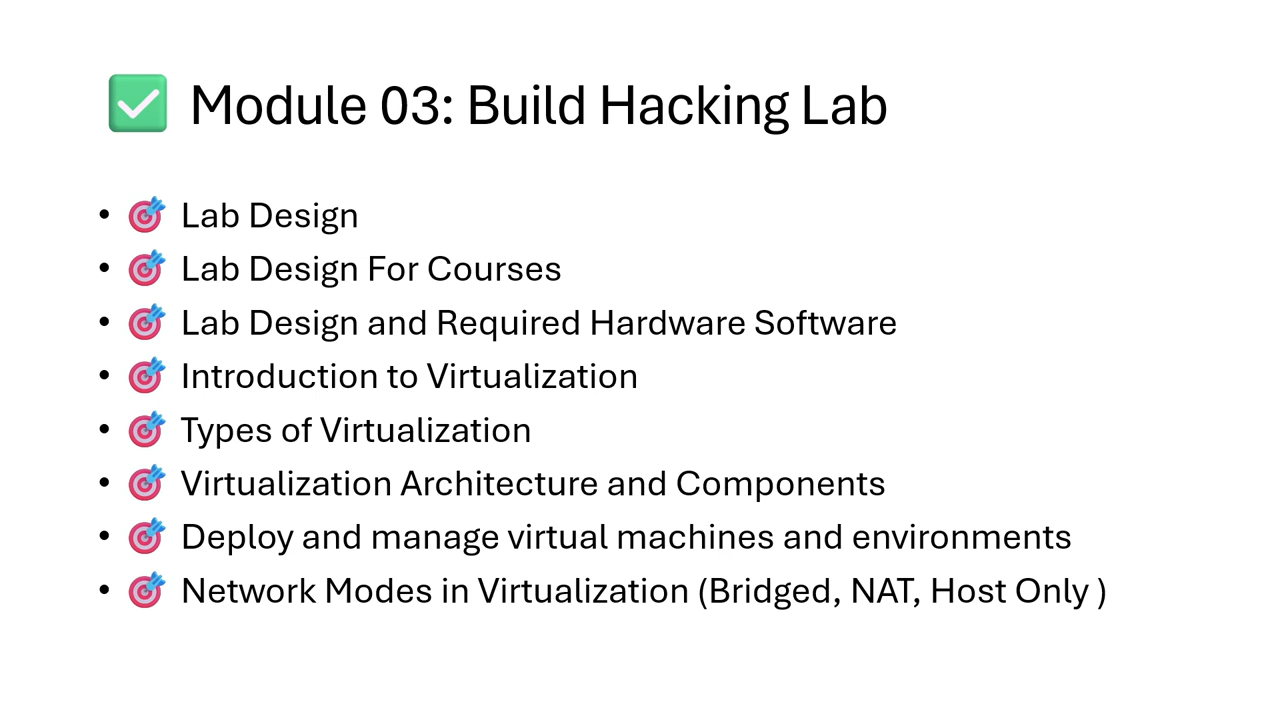 ✅ Module 03: Build Hacking Lab
• 🎯 Lab Design
• 🎯 Lab Design For Courses
• 🎯 Lab Design and Required Hardware Software
• 🎯 Introduction to Virtualization
• 🎯 Types of Virtualization
• 🎯 Virtualization Architecture and Components
• 🎯 Deploy and manage virtual machines and environments
• 🎯 Network Modes in Virtualization (Bridged, NAT, Host Only )